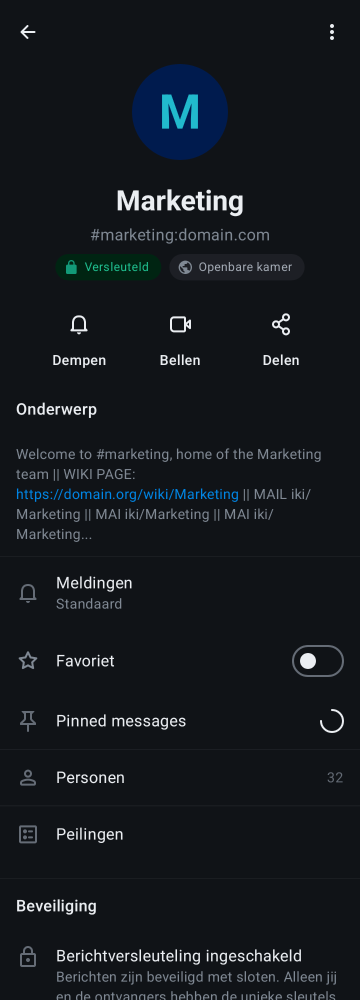 M
Marketing
#marketing:domain.com
Versleuteld
Openbare kamer
Dempen
Bellen
Delen
Onderwerp
Welcome to #marketing, home of the Marketing
team || WIKI PAGE:
https://domain.org/wiki/Marketing || MAIL iki/
Marketing || MAI iki/Marketing || MAI iki/
Marketing...
Meldingen
Standaard
Favoriet
Pinned messages
Personen 32
Peilingen
Beveiliging
Berichtversleuteling ingeschakeld
Berichten zijn beveiligd met sloten. Alleen jij
en de ontvangers hebben de unieke sleutels